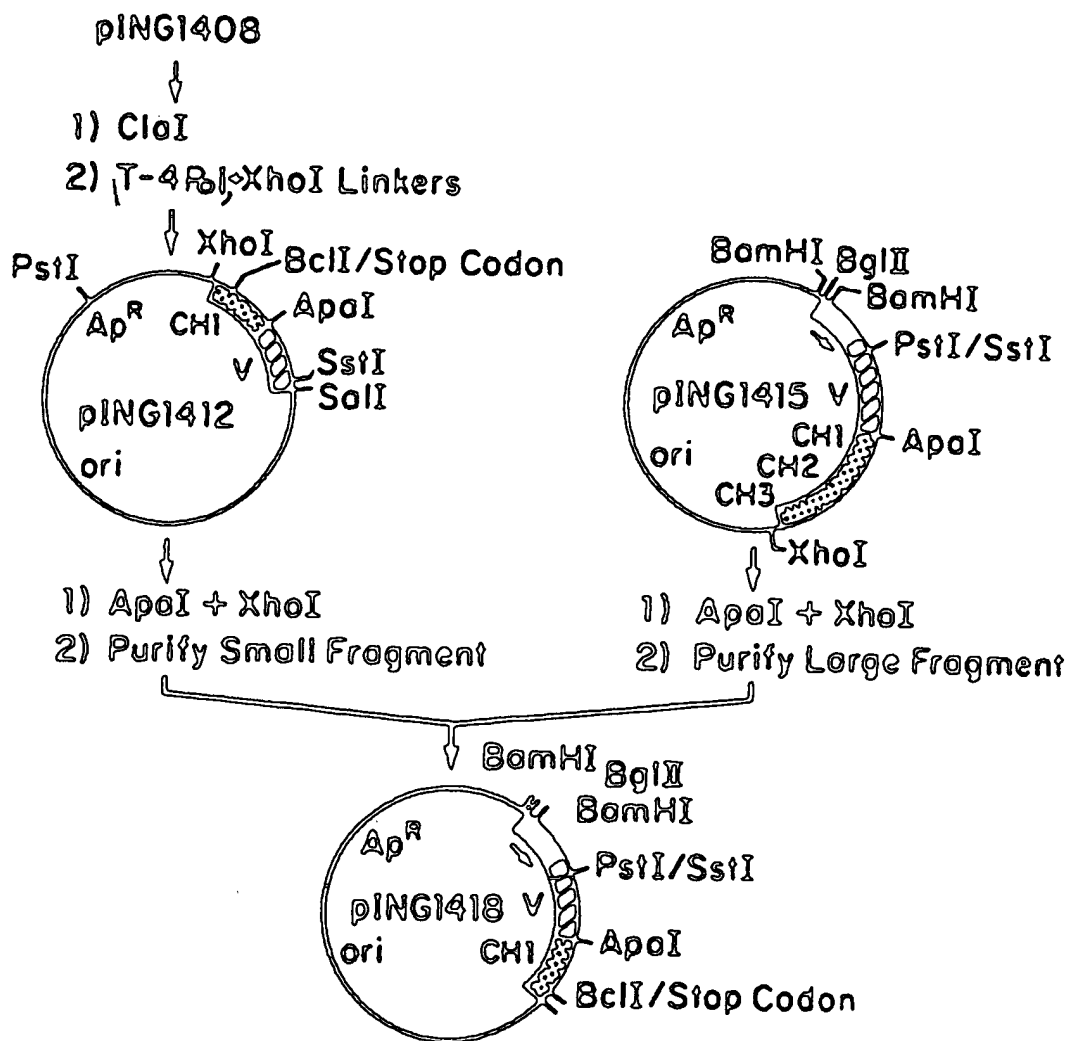 pING1408
1) ClaI
2) T-4 Pol, XhoI Linkers
XhoI
PstI
BclI/Stop Codon
ApR
CH1
ApaI
V
SstI
SalI
pING1412
ori
BamHI
BglII
BamHI
ApR
PstI/SstI
pING1415
V
ori
CH1
ApaI
CH2
CH3
XhoI
1) ApaI + XhoI
2) Purify Small Fragment
1) ApaI + XhoI
2) Purify Large Fragment
BamHI
BglII
BamHI
ApR
PstI/SstI
pING1418
V
ori
CH1
ApaI
BclI/Stop Codon